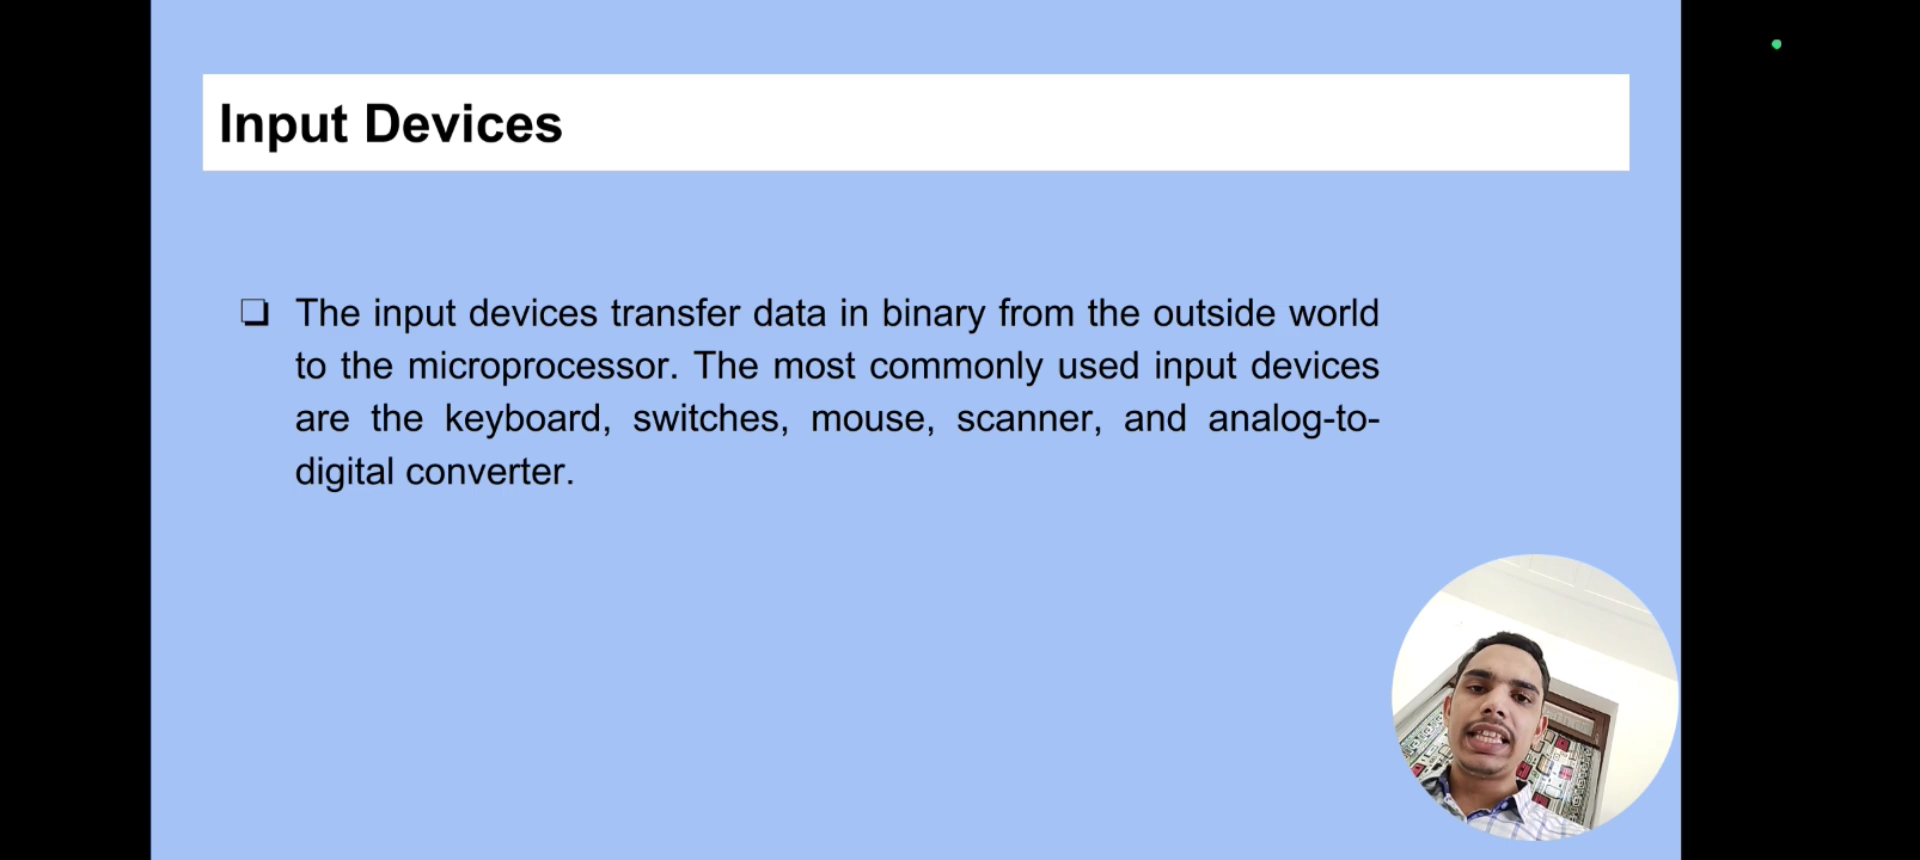 Input Devices
❏ The input devices transfer data in binary from the outside world
to the microprocessor. The most commonly used input devices
are the keyboard, switches, mouse, scanner, and analog-to-
digital converter.